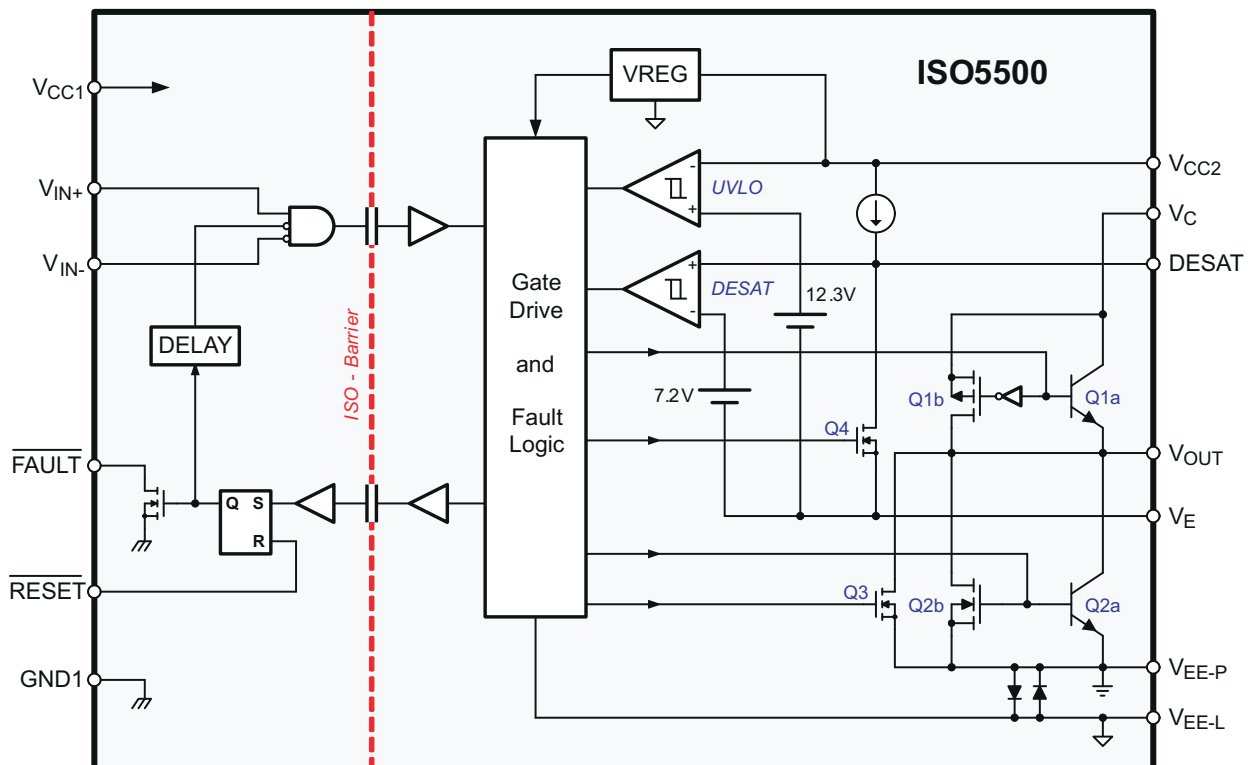 ISO5500
VREG
VCC1
VIN+
VIN-
DELAY
FAULT
RESET
GND1
Q
S
R
ISO - Barrier
Gate
Drive
and
Fault
Logic
UVLO
-
+
DESAT
+
-
12.3V
7.2V
Q4
Q1b
Q1a
Q3
Q2b
Q2a
VCC2
VC
DESAT
VOUT
VE
VEE-P
VEE-L